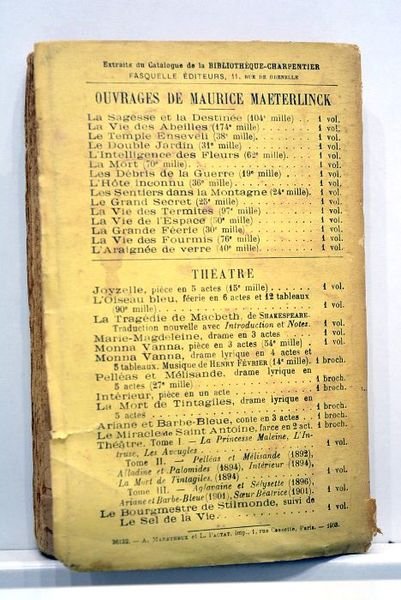 Extraits du Catalogue de la BIBLIOTHÈQUE-CHARPENTIER
FASQUELLE ÉDITEURS, 11, RUE DE GRENELLE
OUVRAGES DE MAURICE MAETERLINCK
La Sagesse et la Destinée (104e mille) . . . . 1 vol.
La Vie des Abeilles (174e mille) . . . . . 1 vol.
Le Temple Enseveli (38e mille) . . . . . 1 vol.
Le Double Jardin (31e mille) . . . . . 1 vol.
L'Intelligence des Fleurs (62e mille) . . . . 1 vol.
La Mort (70e mille) . . . . . 1 vol.
Les Débris de la Guerre (19e mille) . . . . 1 vol.
L'Hôte inconnu (36e mille) . . . . . 1 vol.
Les Sentiers dans la Montagne (24e mille). 1 vol.
Le Grand Secret (25e mille) . . . . . 1 vol.
La Vie des Termites (97e mille) . . . . . 1 vol.
La Vie de l'Espace (50e mille) . . . . . 1 vol.
La Grande Féerie (30e mille) . . . . . 1 vol.
La Vie des Fourmis (76e mille) . . . . . 1 vol.
L'Araignée de verre (40e mille) . . . . . 1 vol.
THEATRE
Joyzelle, pièce en 5 actes (15e mille) . . . . . 1 vol.
L'Oiseau bleu, féerie en 6 actes et 12 tableaux
(90e mille) . . . . . 1 vol.
La Tragédie de Macbeth, de SHAKESPEARE.
Traduction nouvelle avec Introduction et Notes. 1 vol.
Marie-Magdeleine, drame en 3 actes . . . . 1 vol.
Monna Vanna, pièce en 3 actes (54e mille) . . 1 vol.
Monna Vanna, drame lyrique en 4 actes et
5 tableaux. Musique de HENRY FÉVRIER (14e mille). 1 broch.
Pelléas et Mélisande, drame lyrique en
5 actes (27e mille) . . . . . 1 broch.
Intérieur, pièce en un acte . . . . . 1 broch.
La Mort de Tintagiles, drame lyrique en
5 actes . . . . . 1 broch.
Ariane et Barbe-Bleue, conte en 3 actes . . 1 broch.
Le Miracle de Saint Antoine, farce en 2 act. 1 broch.
Théâtre. Tome I. — La Princesse Maleine, L'In-
truse, Les Aveugles . . . . . 1 vol.
Tome II. — Pelléas et Mélisande (1892),
Alladine et Palomides (1894), Intérieur (1894),
La Mort de Tintagiles, (1894) . . . . . 1 vol.
Tome III. — Aglavaine et Sélysette (1896),
Ariane et Barbe-Bleue (1901), Sœur Béatrice (1901). 1 vol.
Le Bourgmestre de Stilmonde, suivi de
Le Sel de la Vie . . . . . 1 vol.
A. MARETHEUX et L. PACTAT, Imp., 1, rue Cassette, Paris. —